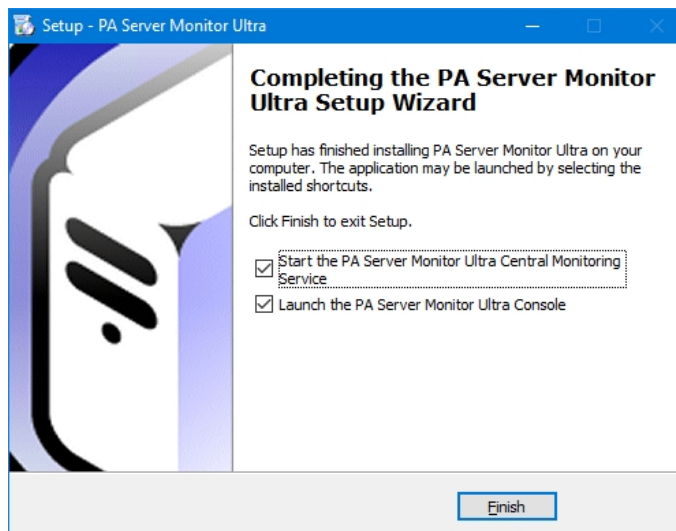 Setup - PA Server Monitor Ultra
Completing the PA Server Monitor
Ultra Setup Wizard
Setup has finished installing PA Server Monitor Ultra on your
computer. The application may be launched by selecting the
installed shortcuts.
Click Finish to exit Setup.
Start the PA Server Monitor Ultra Central Monitoring
Service
Launch the PA Server Monitor Ultra Console
Finish